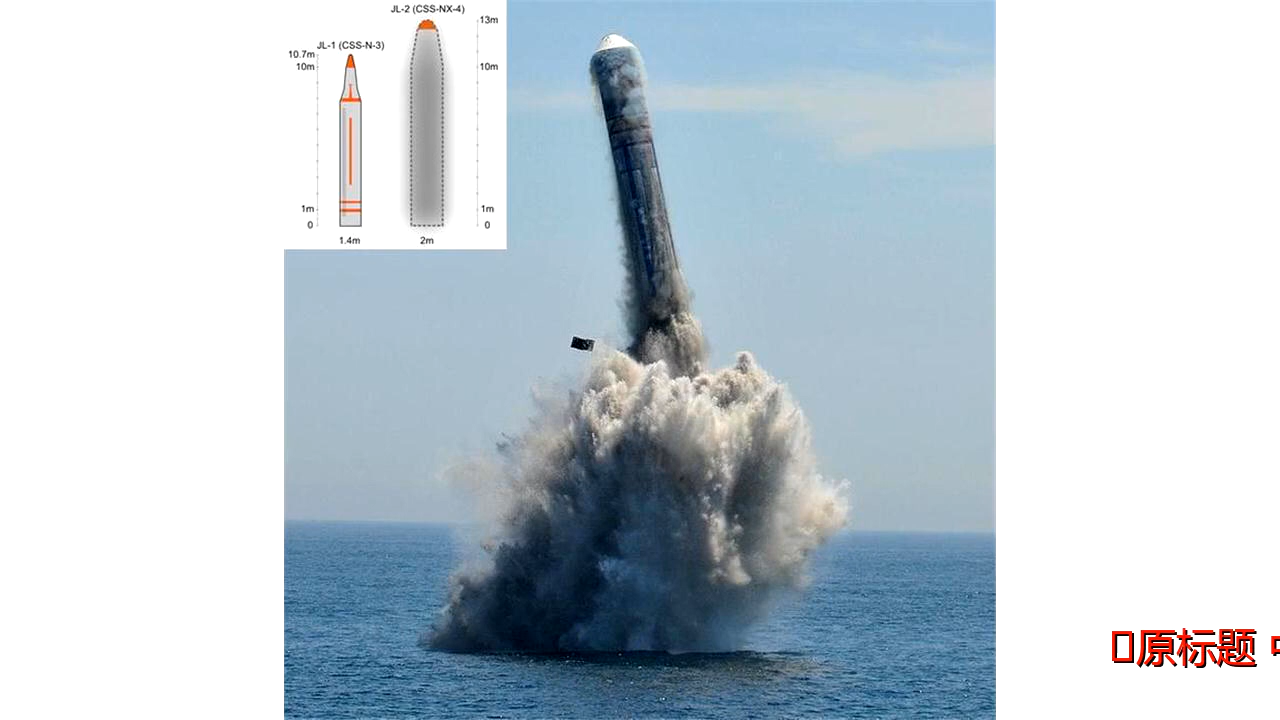 JL-2 (CSS-NX-4)
13m
JL-1 (CSS-N-3)
10.7m
10m
10m
1m
1m
0
0
1.4m
2m
原标题